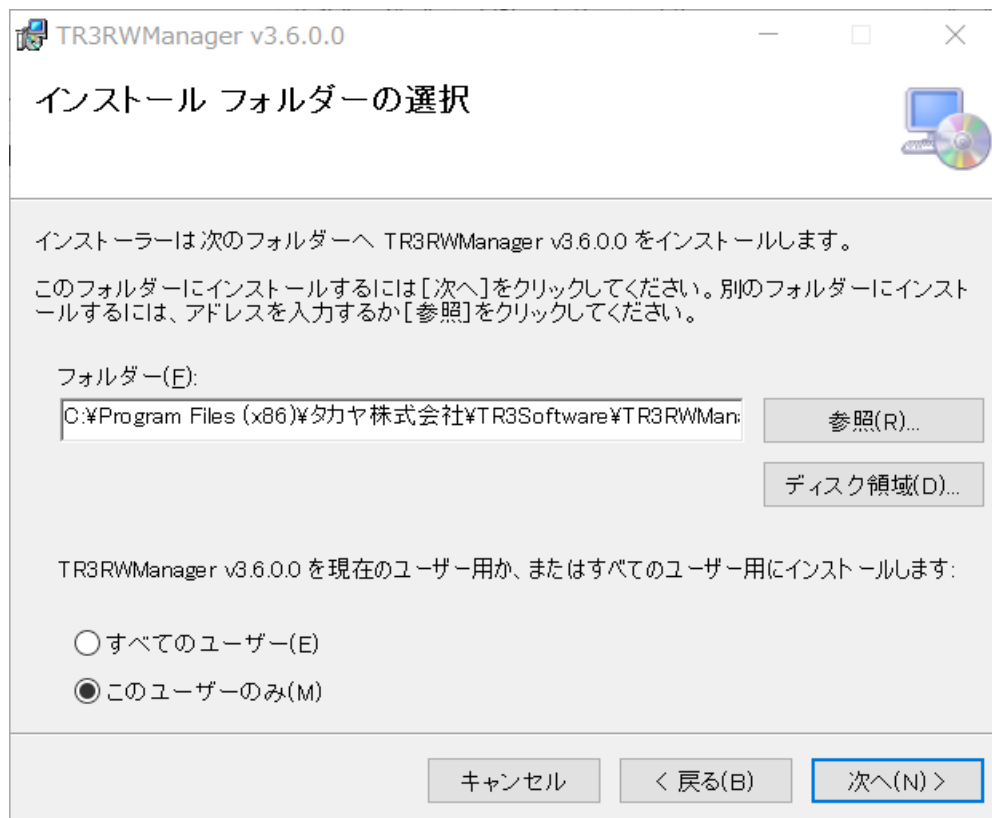 TR3RWManager v3.6.0.0
インストール フォルダーの選択
インストーラーは次のフォルダーへ TR3RWManager v3.6.0.0 をインストールします。
このフォルダーにインストールするには[次へ]をクリックしてください。別のフォルダーにインスト
ールするには、アドレスを入力するか[参照]をクリックしてください。
フォルダー(F):
C:¥Program Files (x86)¥タカヤ株式会社¥TR3Software¥TR3RWMana
参照(R)...
ディスク領域(D)...
TR3RWManager v3.6.0.0 を現在のユーザー用か、またはすべてのユーザー用にインストールします:
すべてのユーザー(E)
このユーザーのみ(M)
キャンセル
< 戻る(B)
次へ(N) >